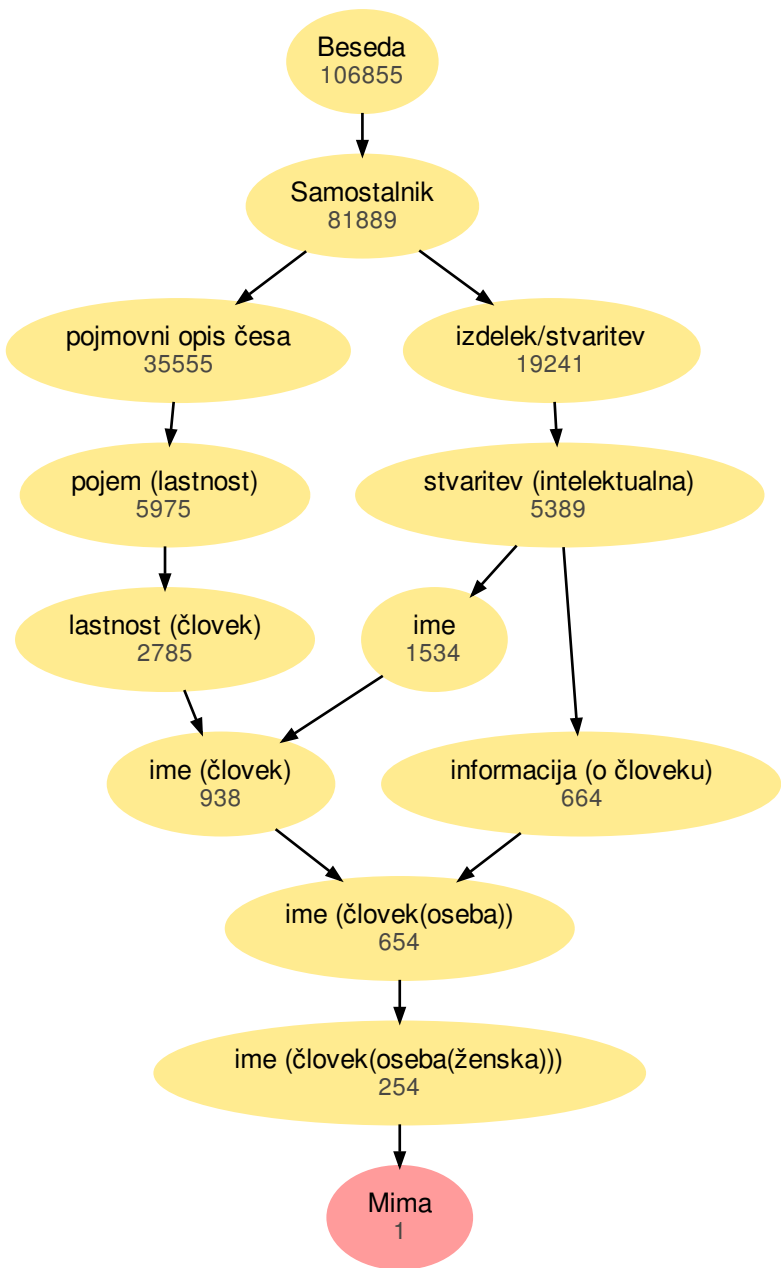 Beseda
106855
Samostalnik
81889
pojmovni opis česa
35555
izdelek/stvaritev
19241
pojem (lastnost)
5975
stvaritev (intelektualna)
5389
lastnost (človek)
2785
ime
1534
ime (človek)
938
informacija (o človeku)
664
ime (človek(oseba))
654
ime (človek(oseba(ženska)))
254
Mima
1